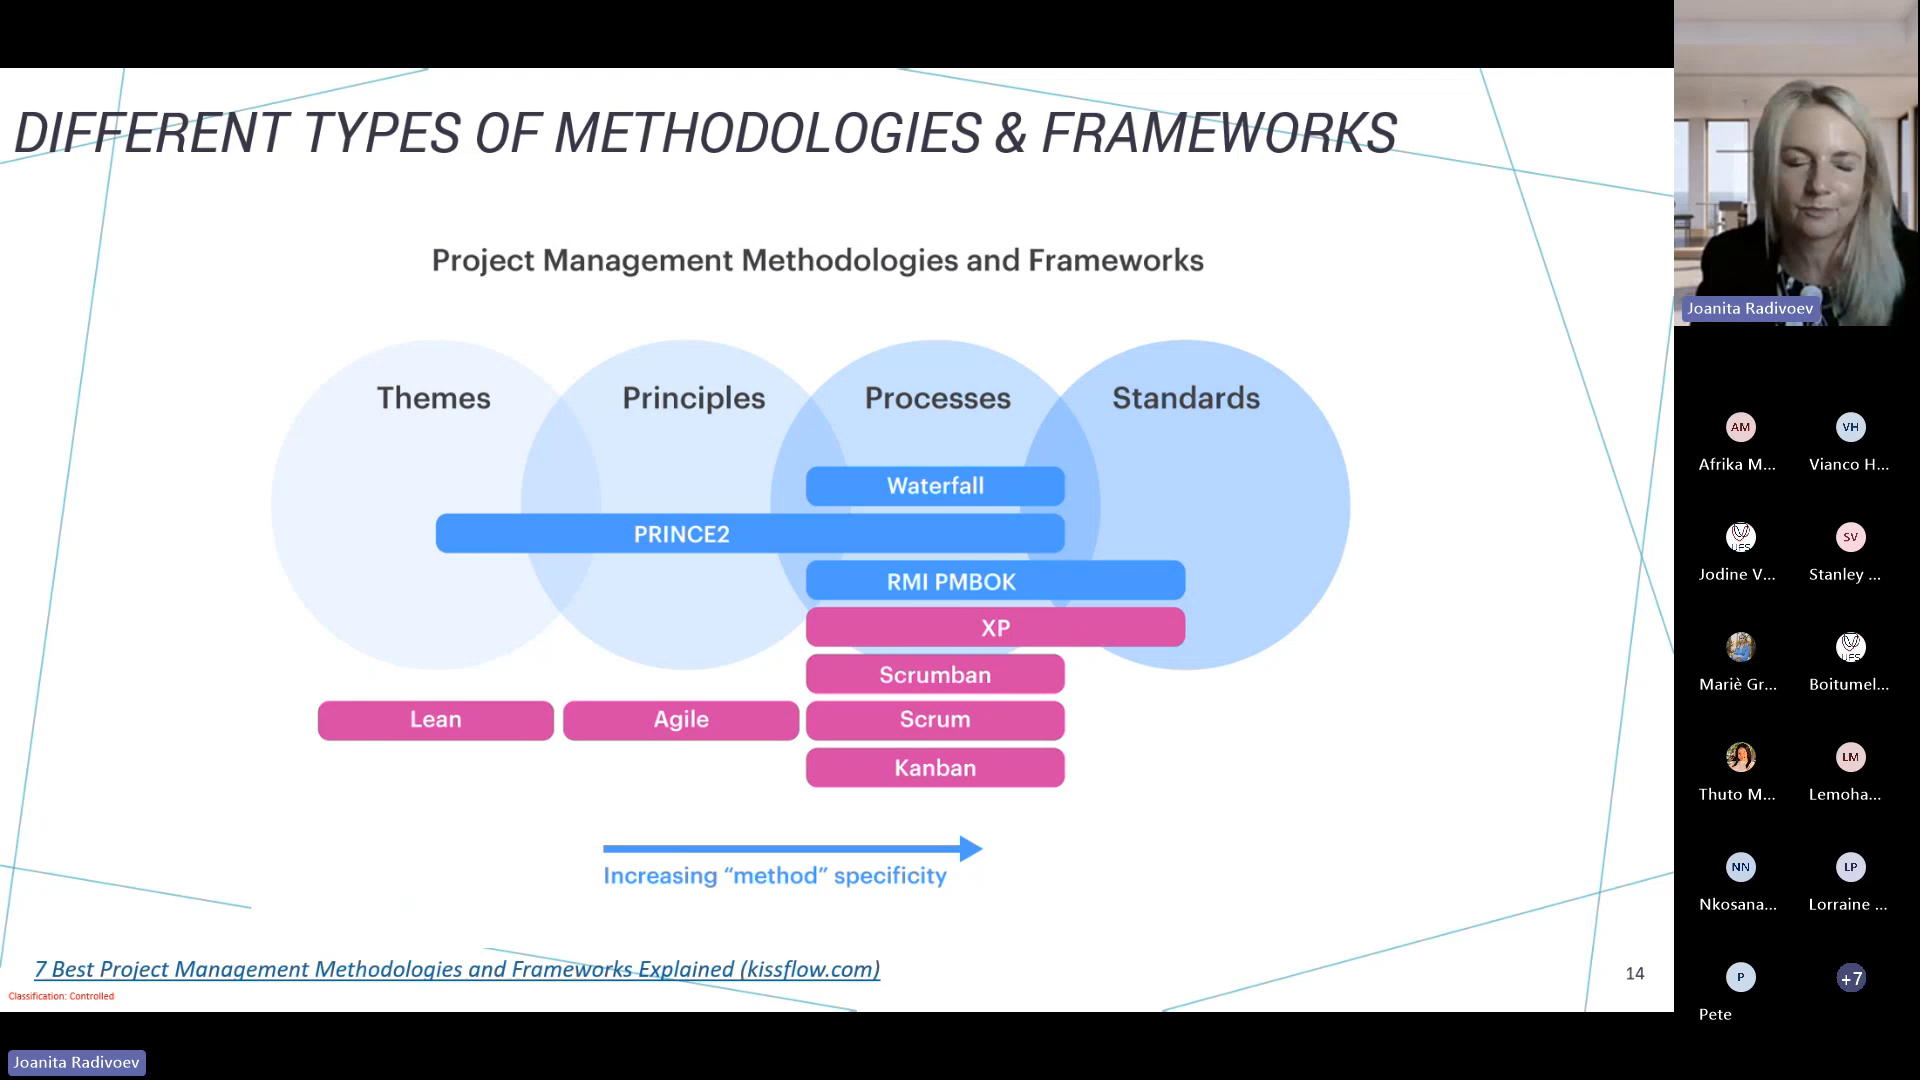 DIFFERENT TYPES OF METHODOLOGIES & FRAMEWORKS
Project Management Methodologies and Frameworks
Themes
Principles
Processes
Standards
Waterfall
PRINCE2
RMI PMBOK
XP
Scrumban
Lean
Agile
Scrum
Kanban
Increasing “method” specificity
7 Best Project Management Methodologies and Frameworks Explained (kissflow.com)
14
Classification: Controlled
Joanita Radivoev
Joanita Radivoev
AM
VH
Afrika M...
Vianco H...
UFS
SV
Jodine V...
Stanley ...
UFS
Mariè Gr...
Boitumel...
LM
Thuto M...
Lemoha...
NN
LP
Nkosana...
Lorraine ...
P
+7
Pete